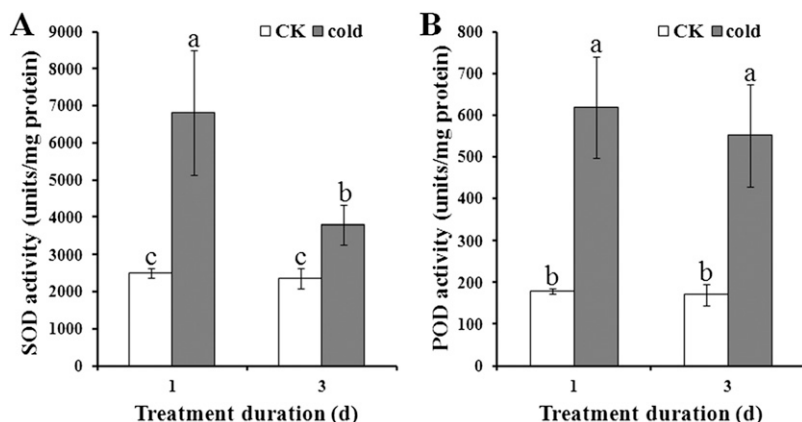 A
SOD activity (units/mg protein)
9000
8000
7000
6000
5000
4000
3000
2000
1000
0
CK cold
a
b
c
c
1 3
Treatment duration (d)
B
POD activity (units/mg protein)
800
700
600
500
400
300
200
100
0
CK cold
a
a
b
b
1 3
Treatment duration (d)